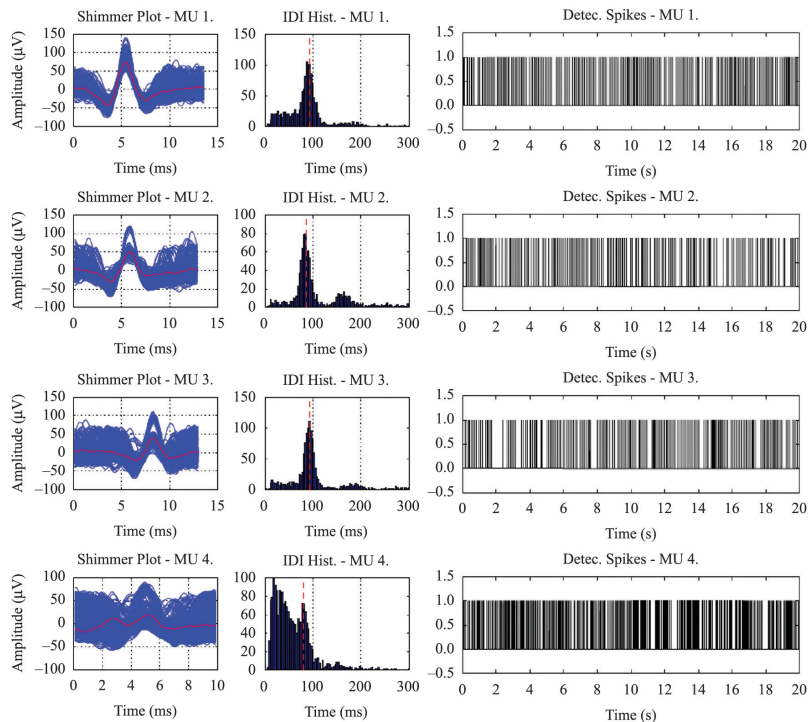 Shimmer Plot - MU 1. IDI Hist. - MU 1. Detec. Spikes - MU 1.
Amplitude (µV)
150
100
50
0
−50
−100
0 5 10 15
Time (ms)
150
100
50
0
0 100 200 300
Time (ms)
1.5
1.0
0.5
0
−0.5
0 2 4 6 8 10 12 14 16 18 20
Time (s)
Shimmer Plot - MU 2. IDI Hist. - MU 2. Detec. Spikes - MU 2.
Amplitude (µV)
150
100
50
0
−50
−100
0 5 10 15
Time (ms)
100
80
60
40
20
0
0 100 200 300
Time (ms)
1.5
1.0
0.5
0
−0.5
0 2 4 6 8 10 12 14 16 18 20
Time (s)
Shimmer Plot - MU 3. IDI Hist. - MU 3. Detec. Spikes - MU 3.
Amplitude (µV)
150
100
50
0
−50
−100
0 5 10 15
Time (ms)
150
100
50
0
0 100 200 300
Time (ms)
1.5
1.0
0.5
0
−0.5
0 2 4 6 8 10 12 14 16 18 20
Time (s)
Shimmer Plot - MU 4. IDI Hist. - MU 4. Detec. Spikes - MU 4.
Amplitude (µV)
100
50
0
−50
−100
0 2 4 6 8 10
Time (ms)
100
80
60
40
20
0
0 100 200 300
Time (ms)
1.5
1.0
0.5
0
−0.5
0 2 4 6 8 10 12 14 16 18 20
Time (s)